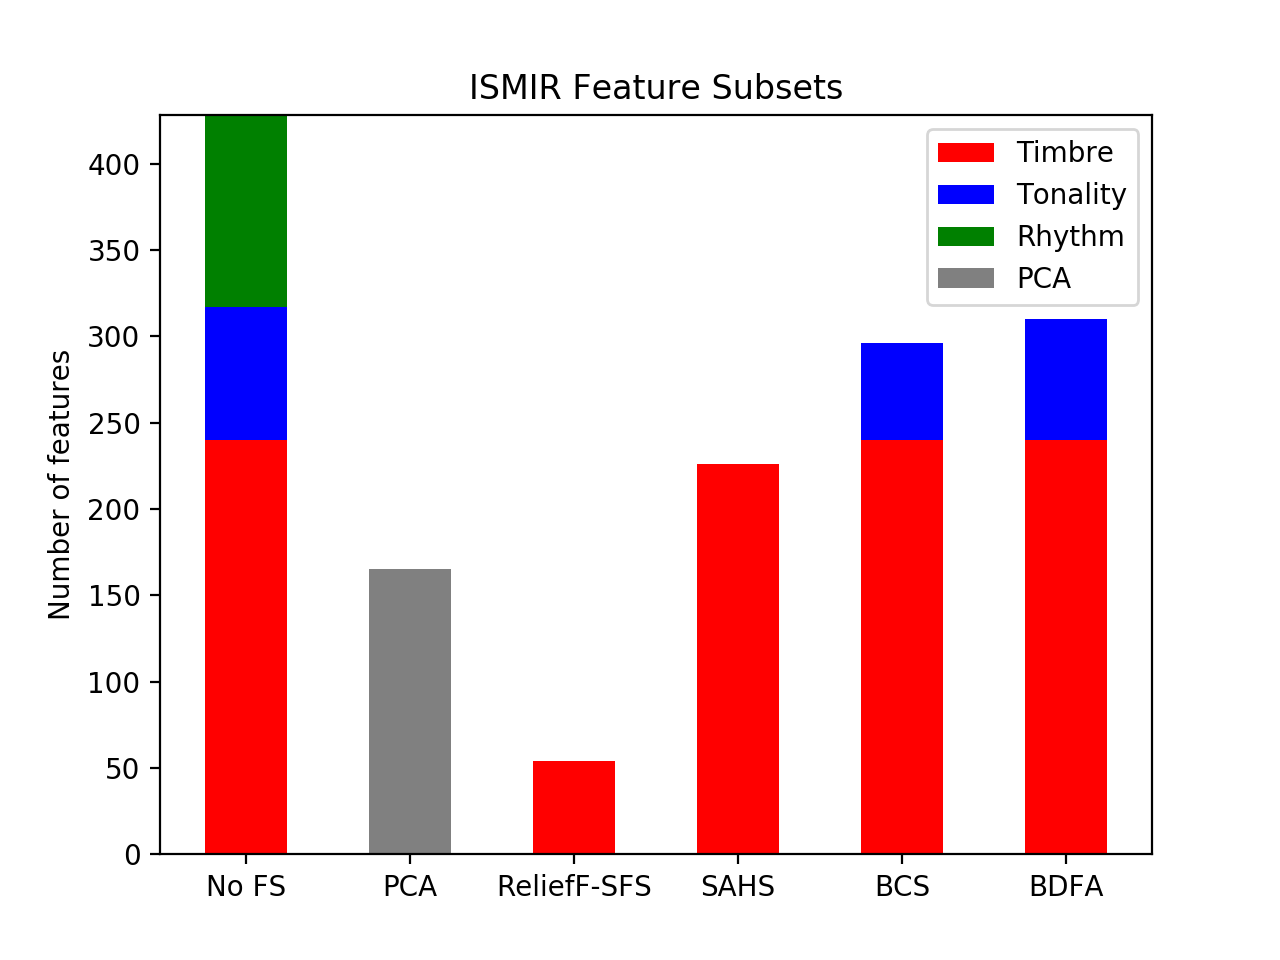 ISMIR Feature Subsets
Number of features
400
350
300
250
200
150
100
50
0
No FS
PCA
ReliefF-SFS
SAHS
BCS
BDFA
Timbre
Tonality
Rhythm
PCA